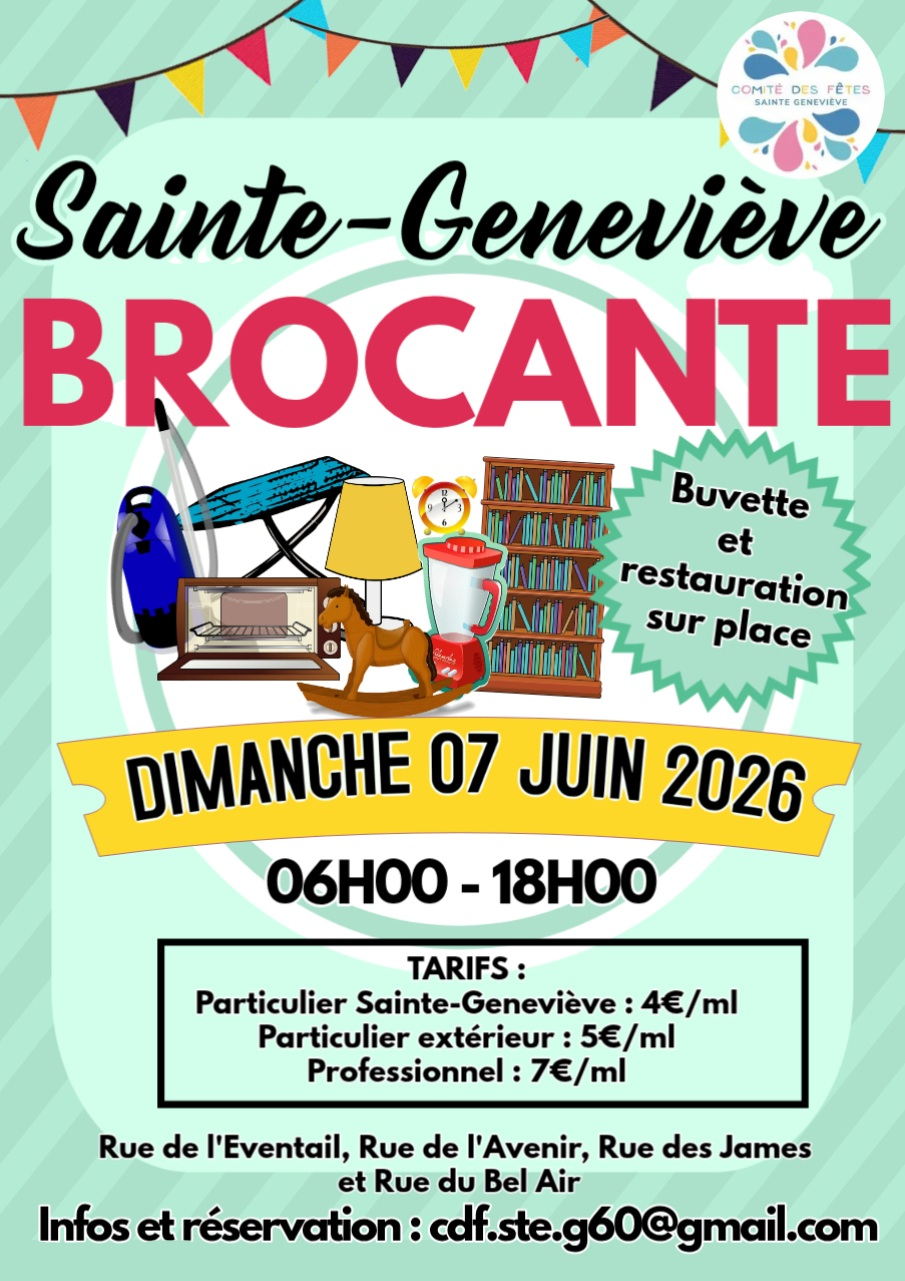 COMITÉ DES FÊTES
SAINTE GENEVIÈVE
Sainte-Geneviève
BROCANTE
Buvette
et
restauration
sur place
DIMANCHE 07 JUIN 2026
06H00 - 18H00
TARIFS :
Particulier Sainte-Geneviève : 4€/ml
Particulier extérieur : 5€/ml
Professionnel : 7€/ml
Rue de l'Eventail, Rue de l'Avenir, Rue des James
et Rue du Bel Air
Infos et réservation : cdf.ste.g60@gmail.com